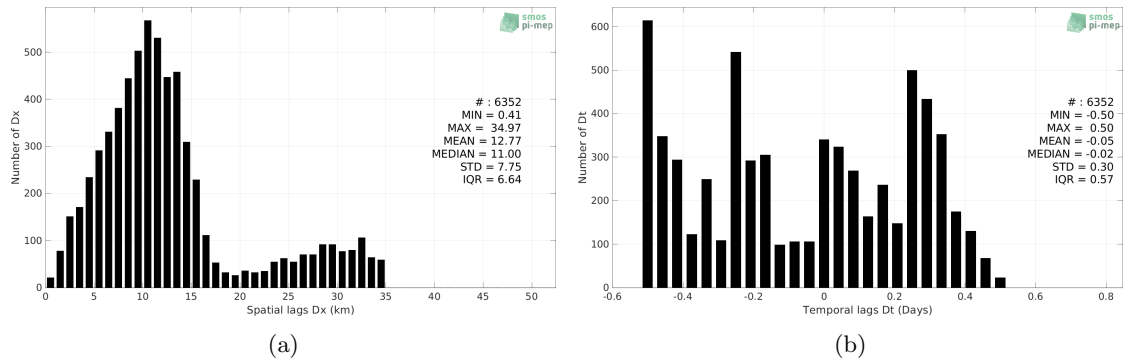 smos
pi-mep
500
400
300
200
100
0
Number of Dx
# : 6352
MIN = 0.41
MAX = 34.97
MEAN = 12.77
MEDIAN = 11.00
STD = 7.75
IQR = 6.64
0 5 10 15 20 25 30 35 40 45 50
Spatial lags Dx (km)
(a)
smos
pi-mep
600
500
400
300
200
100
0
Number of Dt
# : 6352
MIN = -0.50
MAX = 0.50
MEAN = -0.05
MEDIAN = -0.02
STD = 0.30
IQR = 0.57
-0.6 -0.4 -0.2 0 0.2 0.4 0.6 0.8
Temporal lags Dt (Days)
(b)